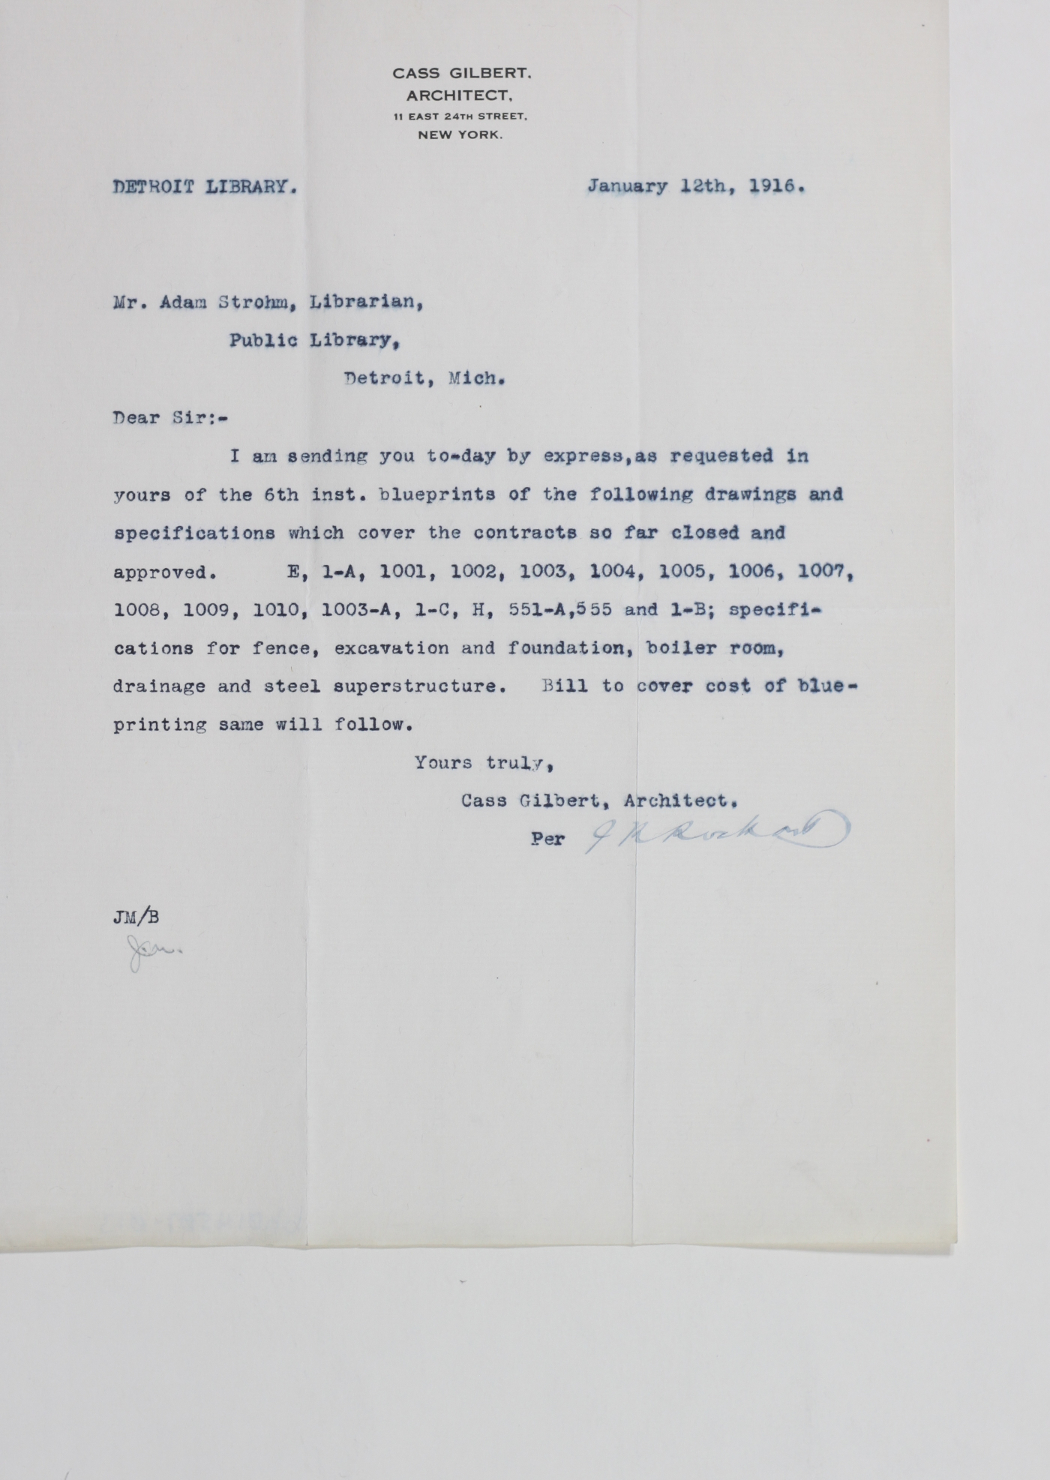 CASS GILBERT.
ARCHITECT,
11 EAST 24TH STREET,
NEW YORK.
DETROIT LIBRARY. January 12th, 1916.
Mr. Adam Strohm, Librarian,
Public Library,
Detroit, Mich.
Dear Sir:-
I am sending you to-day by express,as requested in
yours of the 6th inst. blueprints of the following drawings and
specifications which cover the contracts so far closed and
approved. E, 1-A, 1001, 1002, 1003, 1004, 1005, 1006, 1007,
1008, 1009, 1010, 1003-A, 1-C, H, 551-A,555 and 1-B; specifi-
cations for fence, excavation and foundation, boiler room,
drainage and steel superstructure. Bill to cover cost of blue-
printing same will follow.
Yours truly,
Cass Gilbert, Architect.
Per
JM/B